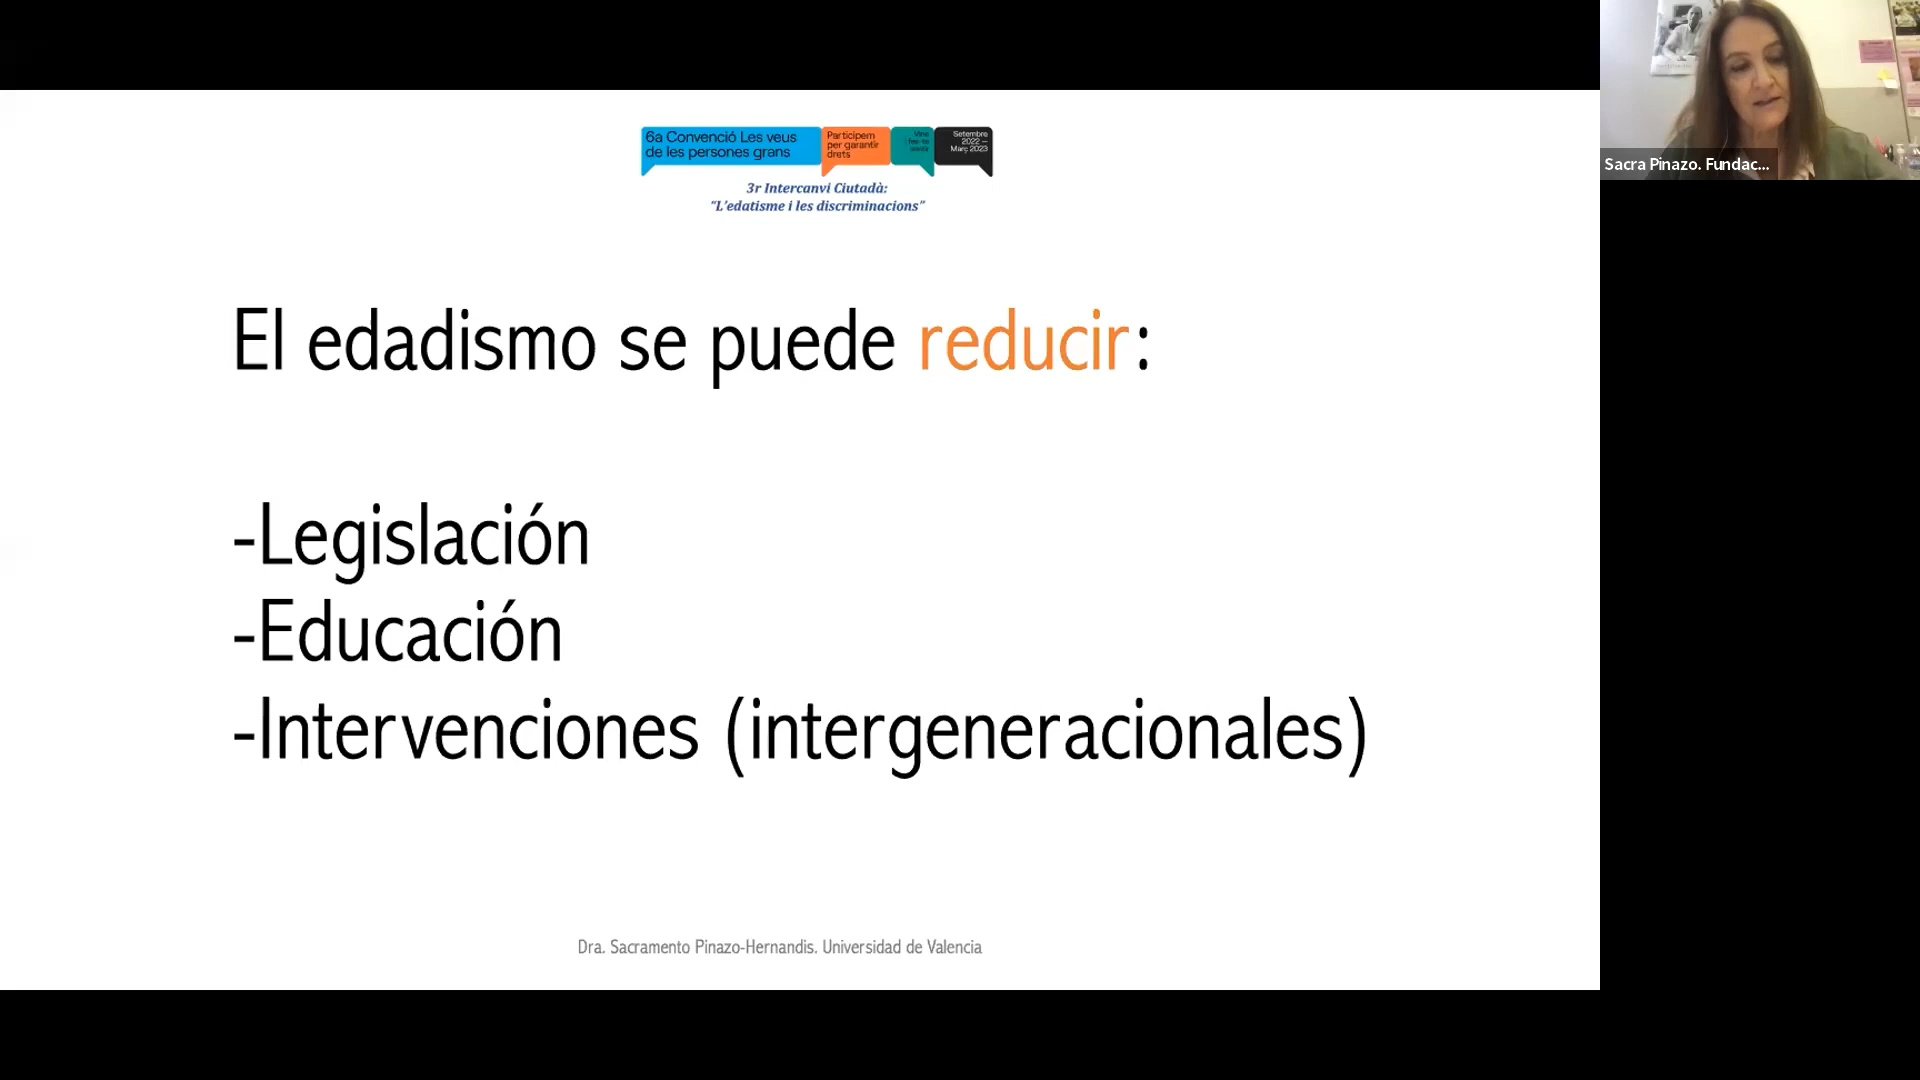 6a Convenció Les veus
de les persones grans
Participem
per garantir
drets
Vine
fes-te
sentir
Setembre
2022 –
Març 2023
3r Intercanvi Ciutadà:
“L’edatisme i les discriminacions”
Sacra Pinazo. Fundac...
El edadismo se puede reducir:
-Legislación
-Educación
-Intervenciones (intergeneracionales)
Dra. Sacramento Pinazo-Hernandis. Universidad de Valencia